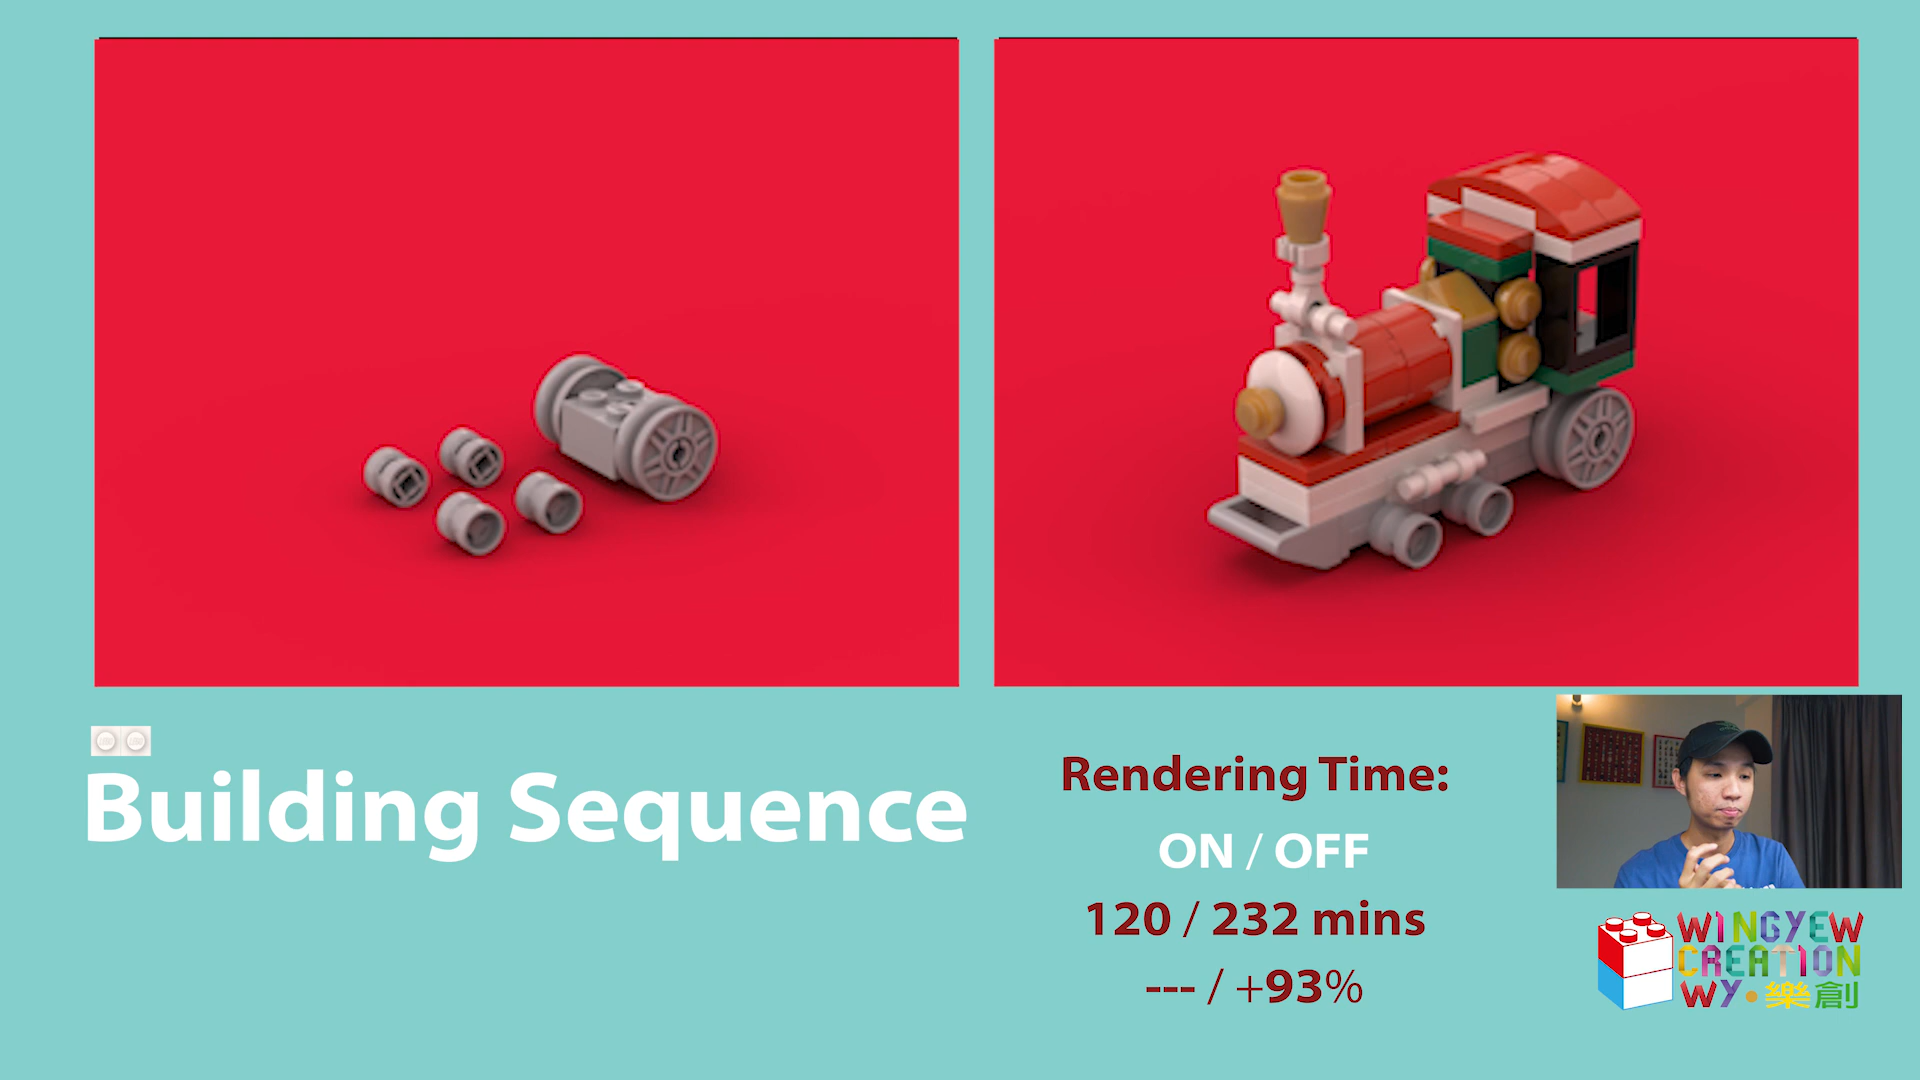 Building Sequence
Rendering Time:
ON / OFF
120 / 232 mins
--- / +93%
WINGYEW
CREATION
WY•樂創